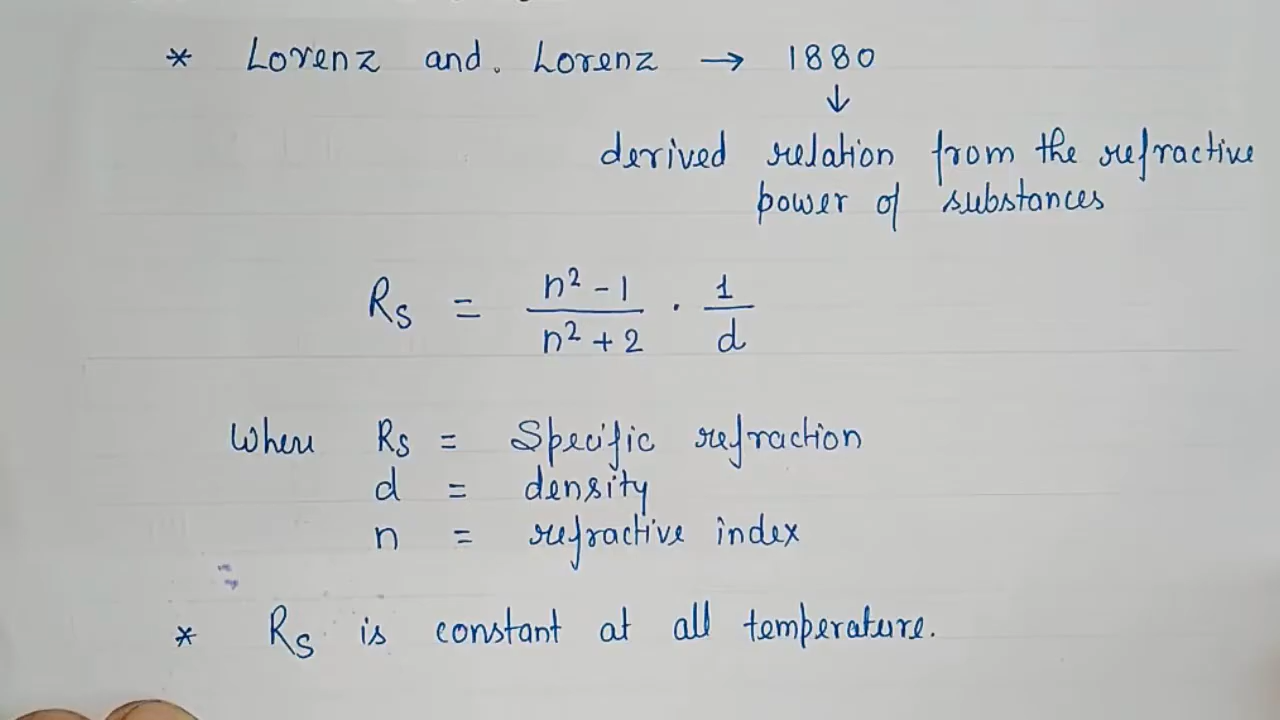 * Lorenz and. Lorenz → 1880
↓
derived relation from the refractive
power of substances
Rs = n² - 1 / n² + 2 · 1 / d
Where Rs = Specific refraction
d = density
n = refractive index
* Rs is constant at all temperature.